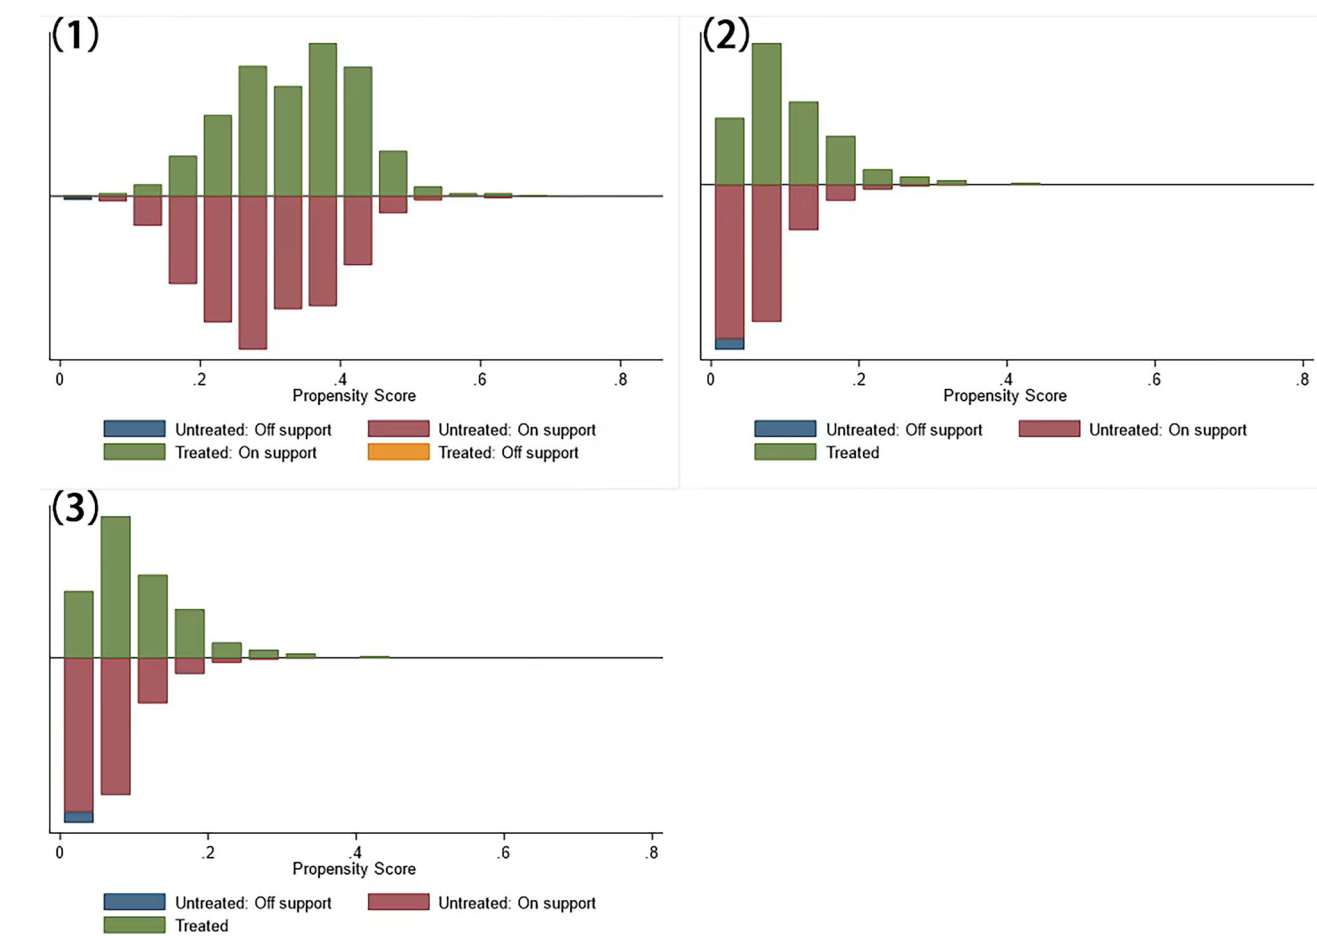 (1)
0 .2 .4 .6 .8
Propensity Score
Untreated: Off support Untreated: On support
Treated: On support Treated: Off support
(2)
0 .2 .4 .6 .8
Propensity Score
Untreated: Off support Untreated: On support
Treated
(3)
0 .2 .4 .6 .8
Propensity Score
Untreated: Off support Untreated: On support
Treated